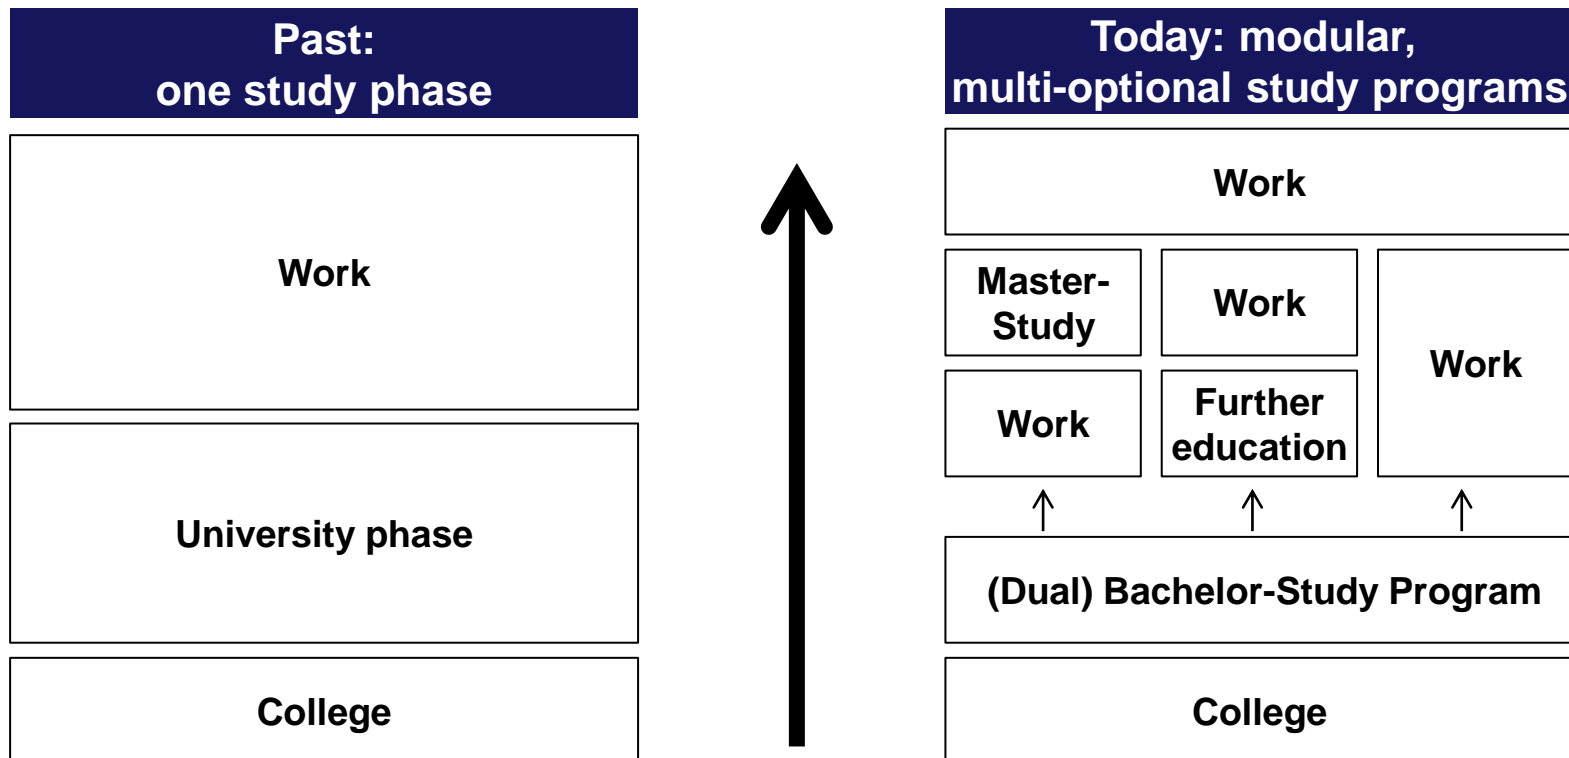 Past:
one study phase
Work
University phase
College
Today: modular,
multi-optional study programs
Work
Master-
Study
Work
Work
Work
Further
education
(Dual) Bachelor-Study Program
College